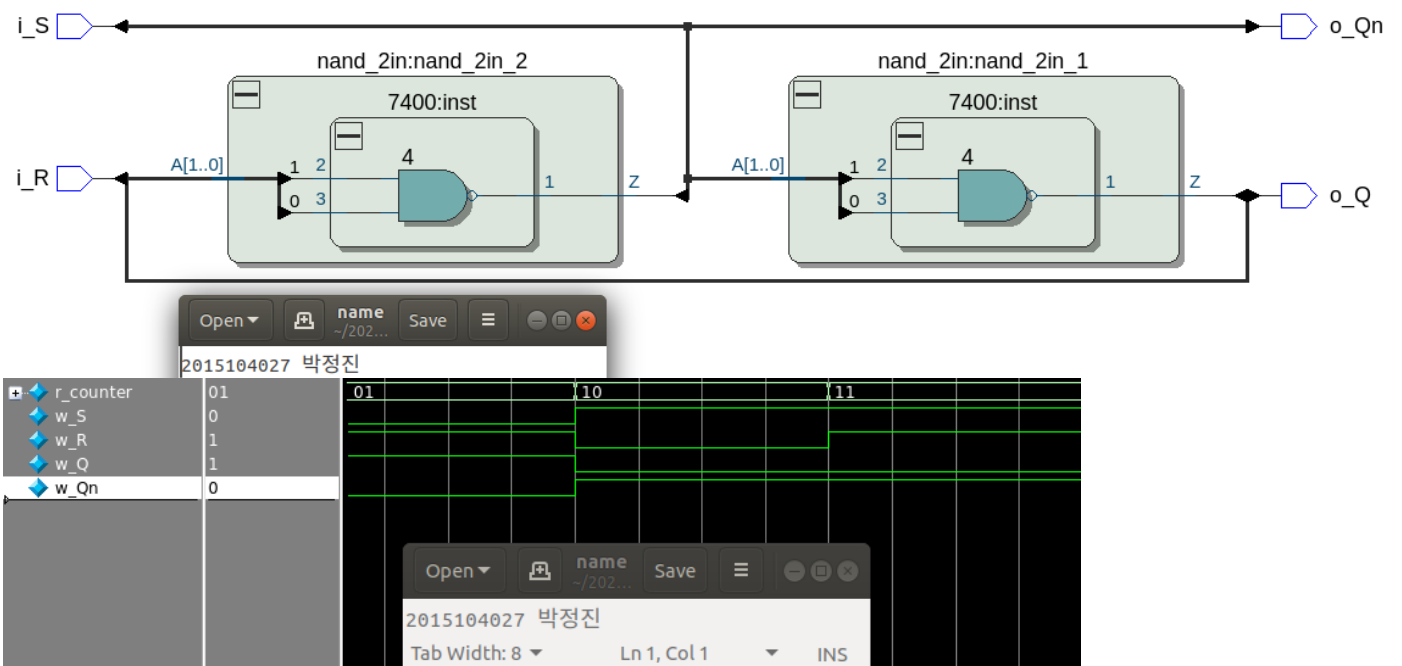 i_S
o_Qn
nand_2in:nand_2in_2
nand_2in:nand_2in_1
7400:inst
7400:inst
i_R
A[1..0]
1 2
4
0 3
1
Z
A[1..0]
1 2
4
0 3
1
Z
o_Q
Open
name
~/202...
Save
2015104027 박정진
r_counter 01 01 10 11
w_S 0
w_R 1
w_Q 1
w_Qn 0
Open
name
~/202...
Save
2015104027 박정진
Tab Width: 8 Ln 1, Col 1 INS